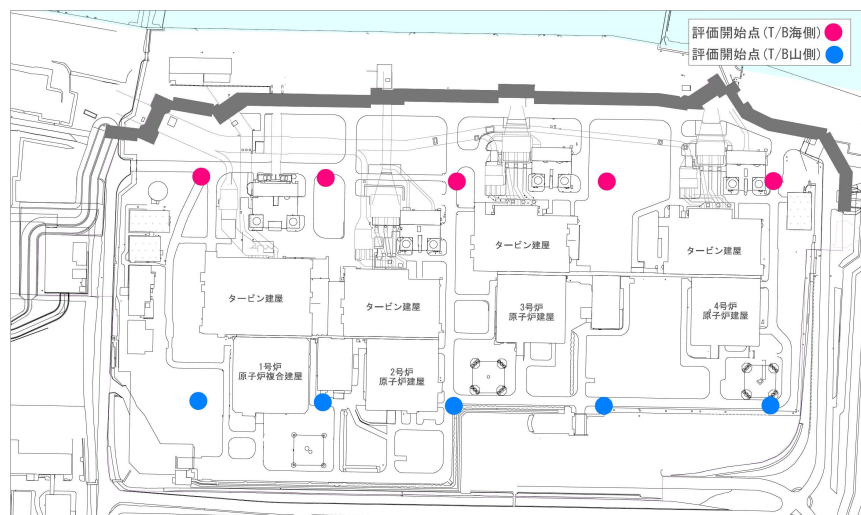 評価開始点(T/B海側)
評価開始点(T/B山側)
タービン建屋
タービン建屋
タービン建屋
タービン建屋
3号炉
原子炉建屋
4号炉
原子炉建屋
1号炉
原子炉複合建屋
2号炉
原子炉建屋